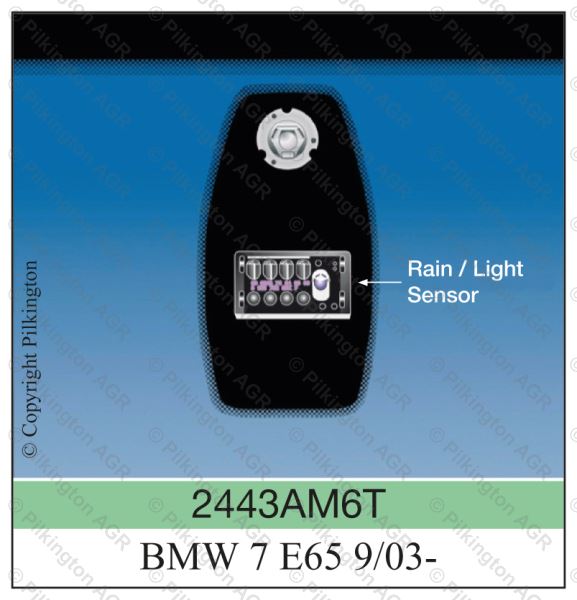 Rain / Light
Sensor
© Copyright Pilkington
2443AM6T
BMW 7 E65 9/03-
© Pilkington AGR